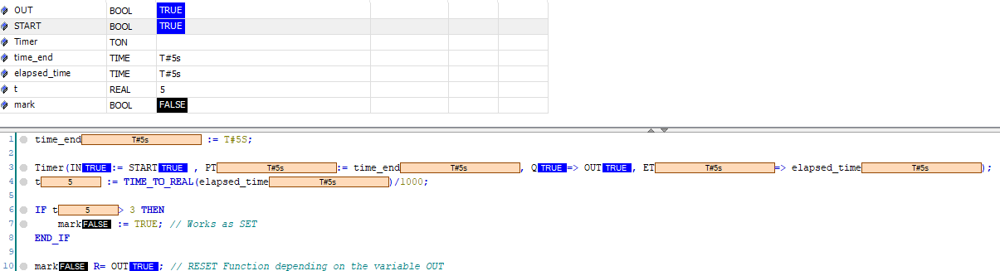 OUT BOOL TRUE
START BOOL TRUE
Timer TON
time_end TIME T#5s
elapsed_time TIME T#5s
t REAL 5
mark BOOL FALSE
1 time_end T#5s := T#5S;
2
3 Timer(IN TRUE := START TRUE , PT T#5s := time_end T#5s , Q TRUE => OUT TRUE , ET T#5s => elapsed_time T#5s );
4 t 5 := TIME_TO_REAL(elapsed_time T#5s )/1000;
5
6 IF t 5 > 3 THEN
7 mark FALSE := TRUE; // Works as SET
8 END_IF
9
10 mark FALSE R= OUT TRUE ; // RESET Function depending on the variable OUT